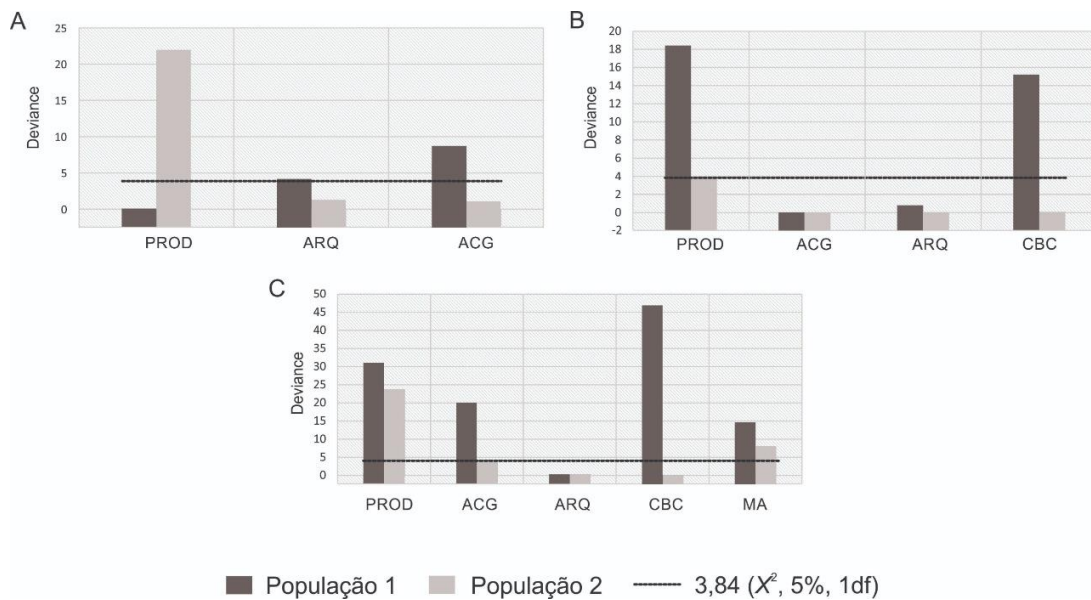 A
Deviance
25
20
15
10
5
0
PROD ARQ ACG
B
Deviance
20
18
16
14
12
10
8
6
4
2
0
-2
PROD ACG ARQ CBC
C
Deviance
50
45
40
35
30
25
20
15
10
5
0
PROD ACG ARQ CBC MA
População 1 População 2 3,84 (X², 5%, 1df)